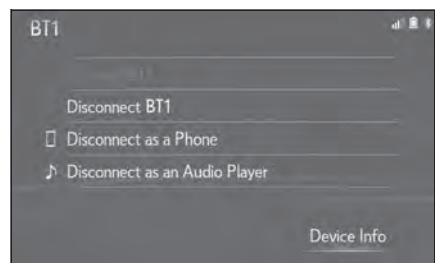 BT1
Disconnect BT1
Disconnect as a Phone
Disconnect as an Audio Player
Device Info